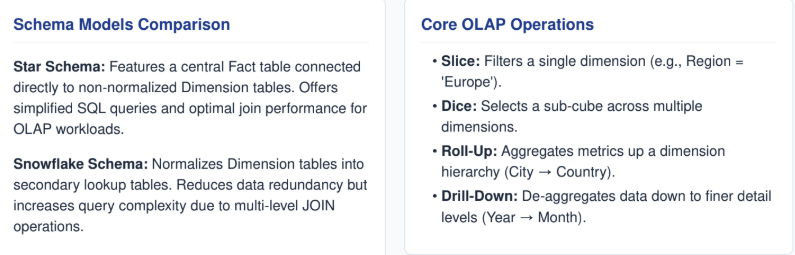 Schema Models Comparison
Star Schema: Features a central Fact table connected
directly to non-normalized Dimension tables. Offers
simplified SQL queries and optimal join performance for
OLAP workloads.
Snowflake Schema: Normalizes Dimension tables into
secondary lookup tables. Reduces data redundancy but
increases query complexity due to multi-level JOIN
operations.
Core OLAP Operations
• Slice: Filters a single dimension (e.g., Region =
'Europe').
• Dice: Selects a sub-cube across multiple
dimensions.
• Roll-Up: Aggregates metrics up a dimension
hierarchy (City → Country).
• Drill-Down: De-aggregates data down to finer detail
levels (Year → Month).